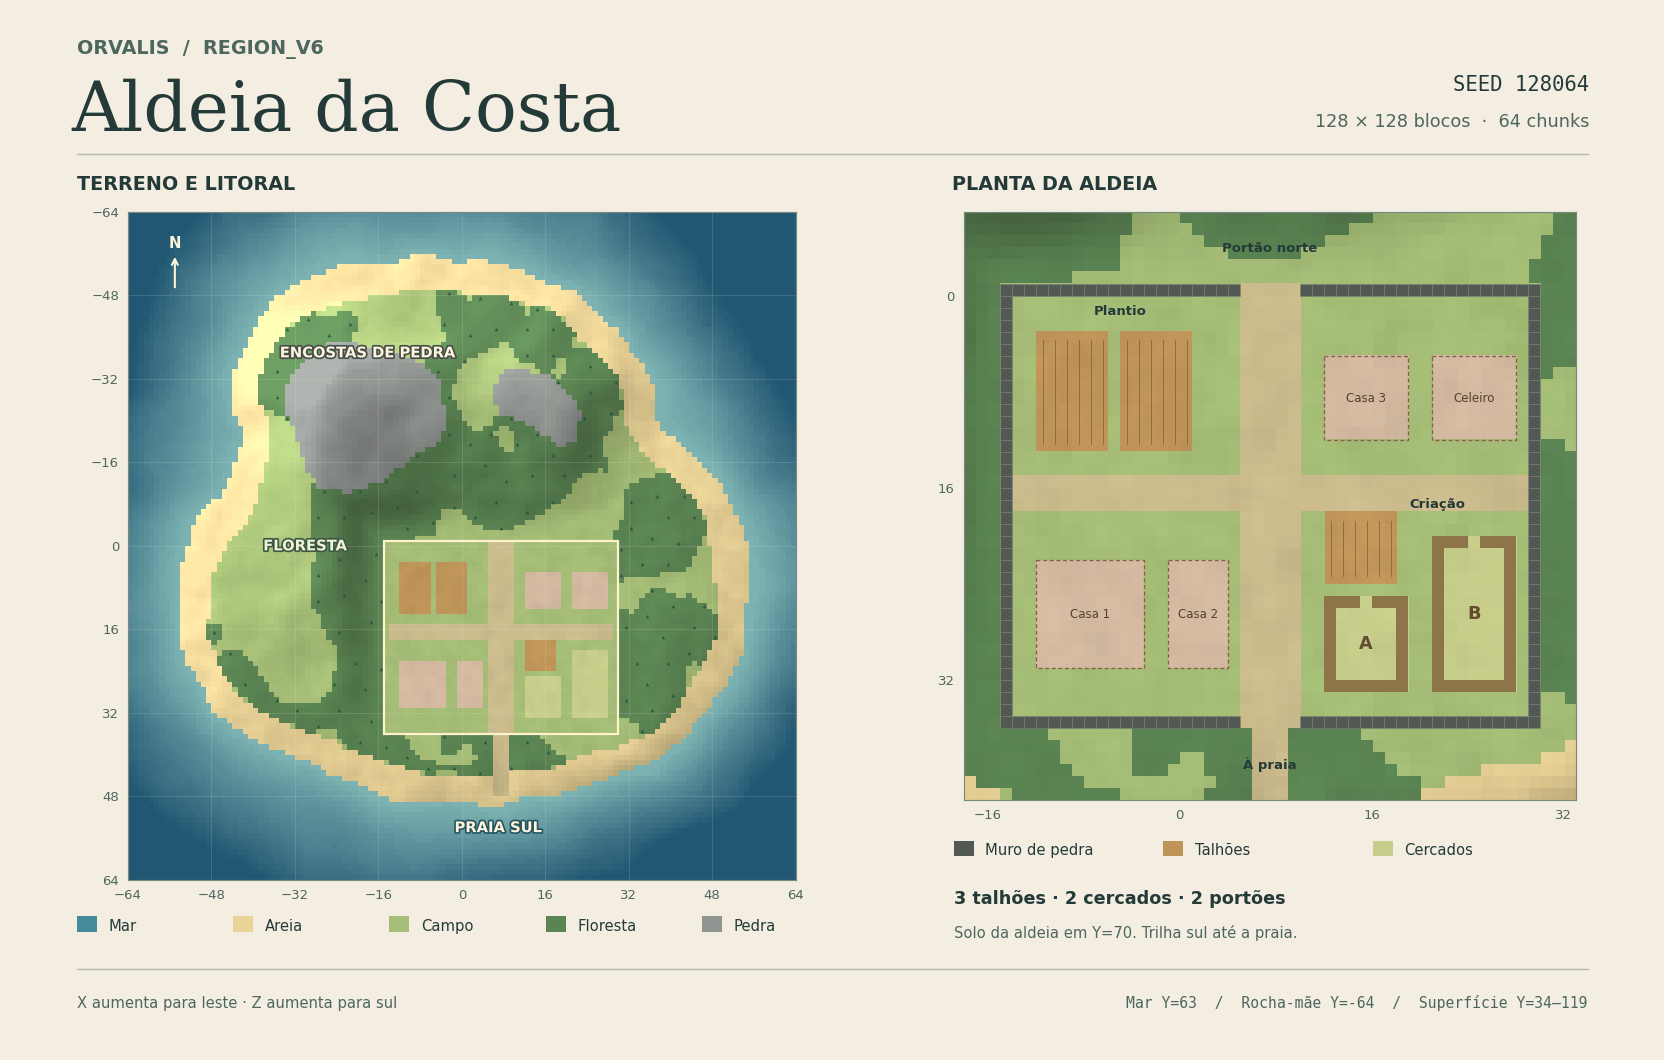 ORVALIS / REGION_V6
Aldeia da Costa
SEED 128064
128 × 128 blocos · 64 chunks
TERRENO E LITORAL
−64
−48
−32
−16
0
16
32
48
64
N
ENCOSTAS DE PEDRA
FLORESTA
PRAIA SUL
−64 −48 −32 −16 0 16 32 48 64
Mar Areia Campo Floresta Pedra
PLANTA DA ALDEIA
0
16
32
Portão norte
Plantio
Casa 3 Celeiro
Criação
Casa 1 Casa 2
A B
À praia
−16 0 16 32
Muro de pedra Talhões Cercados
3 talhões · 2 cercados · 2 portões
Solo da aldeia em Y=70. Trilha sul até a praia.
X aumenta para leste · Z aumenta para sul
Mar Y=63 / Rocha-mãe Y=-64 / Superfície Y=34–119